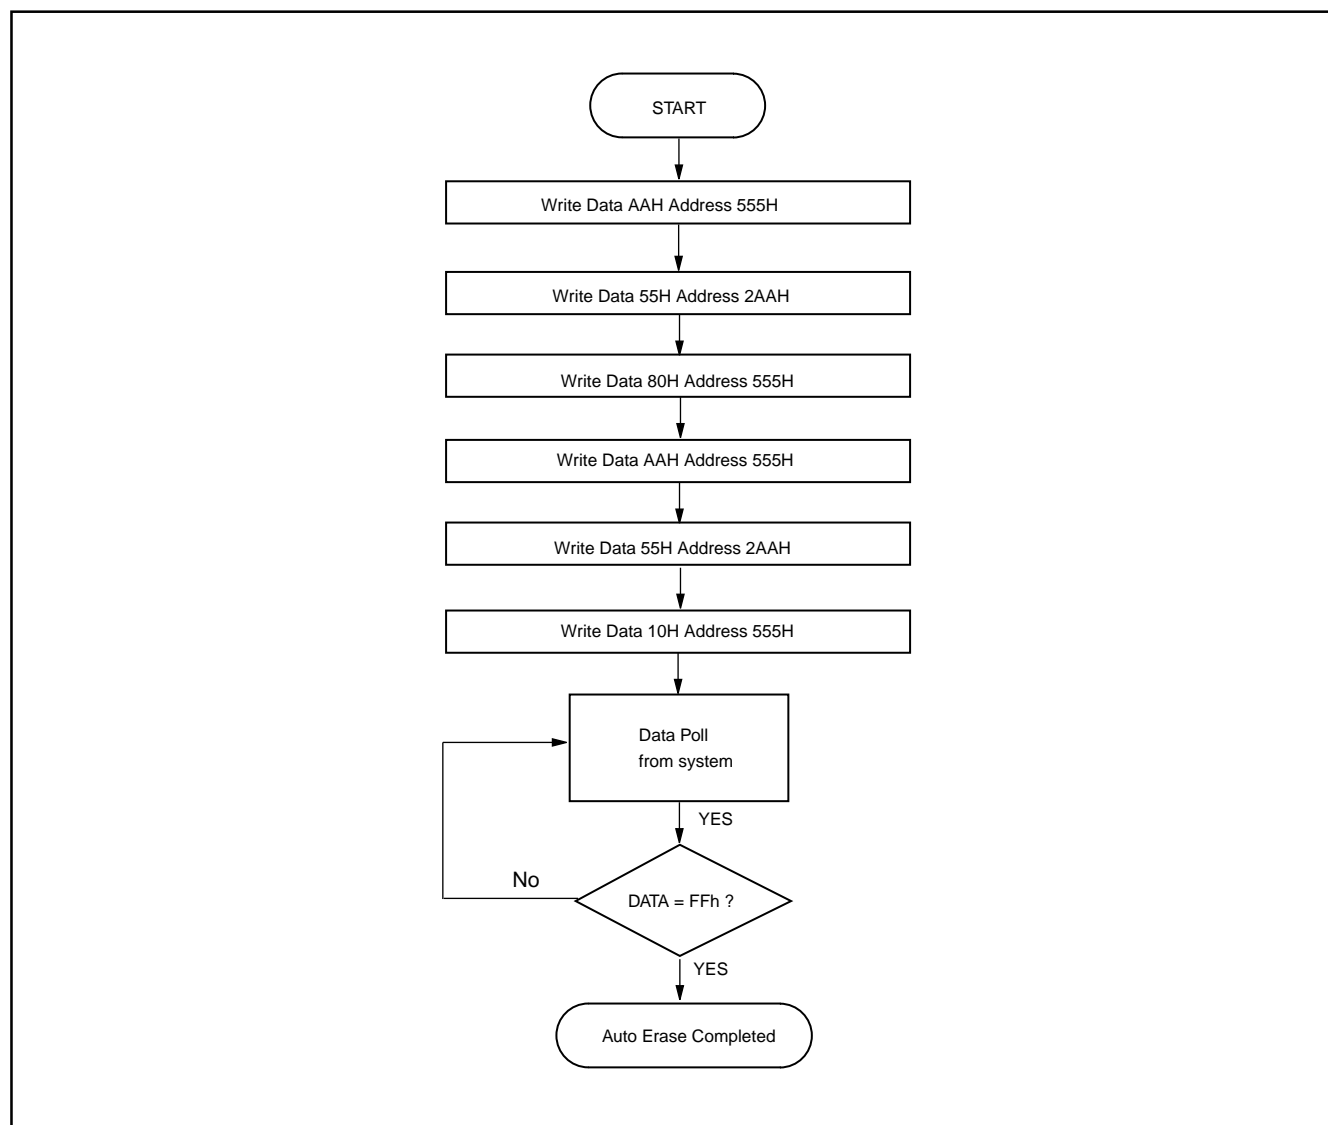 START
Write Data AAH Address 555H
Write Data 55H Address 2AAH
Write Data 80H Address 555H
Write Data AAH Address 555H
Write Data 55H Address 2AAH
Write Data 10H Address 555H
Data Poll
from system
YES
No
DATA = FFh ?
YES
Auto Erase Completed